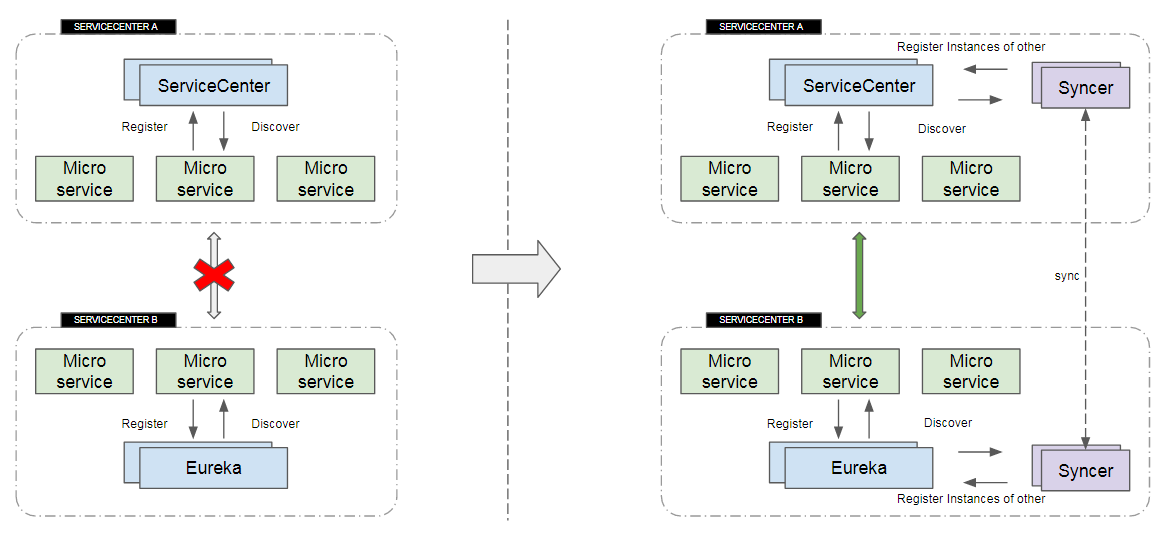 SERVICECENTER A
ServiceCenter
Register
Discover
Micro
service
Micro
service
Micro
service
SERVICECENTER B
Micro
service
Micro
service
Micro
service
Register
Discover
Eureka
SERVICECENTER A
Register Instances of other
ServiceCenter
Syncer
Register
Discover
Micro
service
Micro
service
Micro
service
sync
SERVICECENTER B
Micro
service
Micro
service
Micro
service
Register
Discover
Eureka
Syncer
Register Instances of other